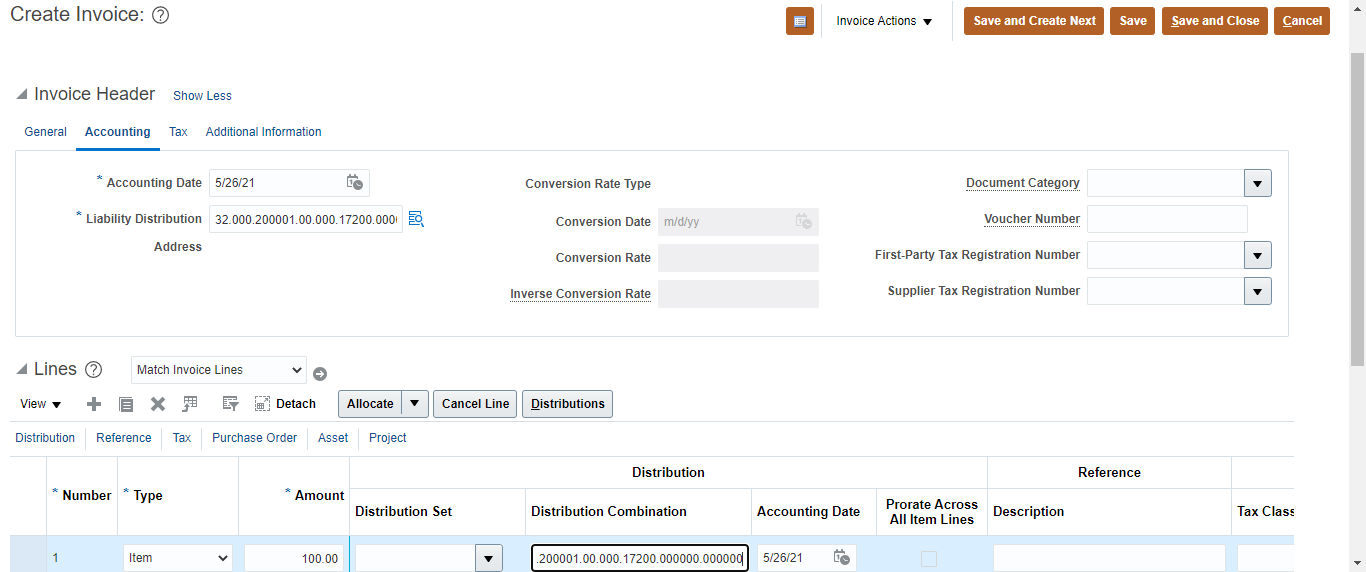 Create Invoice:
Invoice Actions
Save and Create Next
Save
Save and Close
Cancel
Invoice Header
Show Less
General
Accounting
Tax
Additional Information
* Accounting Date 5/26/21
* Liability Distribution 32.000.200001.00.000.17200.000
Address
Conversion Rate Type
Conversion Date m/d/yy
Conversion Rate
Inverse Conversion Rate
Document Category
Voucher Number
First-Party Tax Registration Number
Supplier Tax Registration Number
Lines
Match Invoice Lines
View
Detach
Allocate
Cancel Line
Distributions
Distribution
Reference
Tax
Purchase Order
Asset
Project
Distribution
Reference
* Number
* Type
* Amount
Distribution Set
Distribution Combination
Accounting Date
Prorate Across
All Item Lines
Description
Tax Class
1
Item
100.00
.200001.00.000.17200.000000.000000
5/26/21